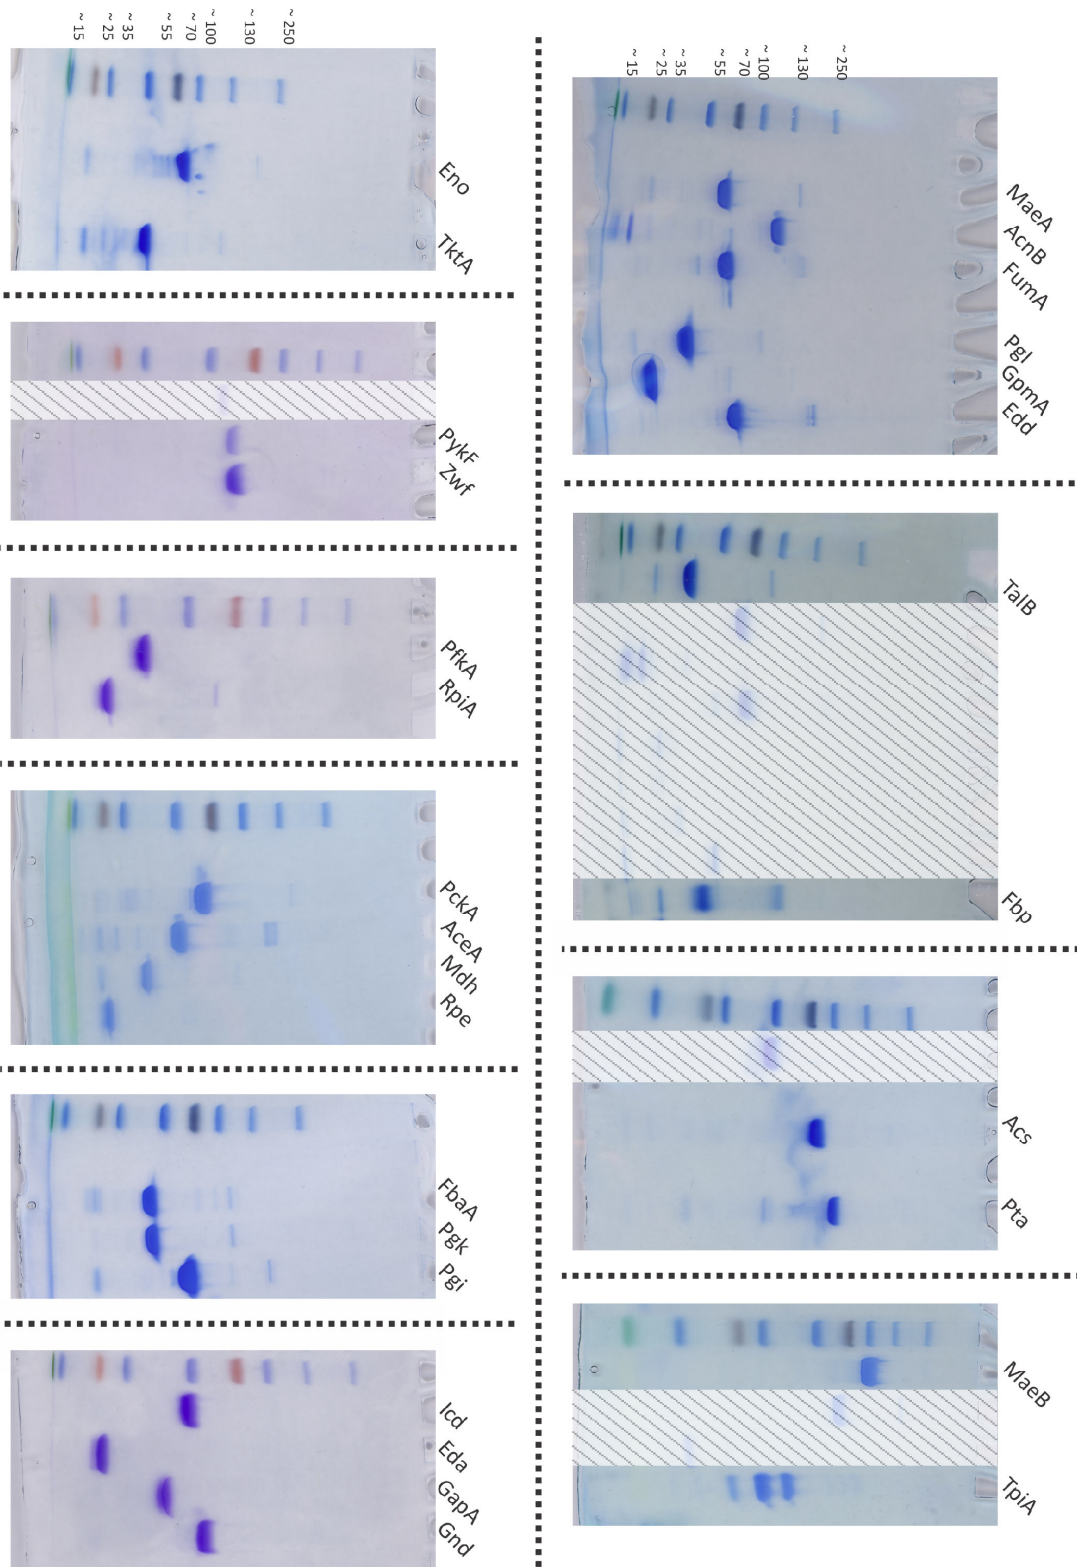 ~ 15
~ 25
~ 35
~ 55
~ 70
~ 100
~ 130
~ 250
Eno
TktA
PykF
Zwf
PfkA
RpiA
PckA
AceA
Mdh
Rpe
FbaA
Pgk
Pgi
Icd
Eda
GapA
Gnd
~ 15
~ 25
~ 35
~ 55
~ 70
~ 100
~ 130
~ 250
MaeA
AcnB
FumA
Pgl
GpmA
Edd
TalB
Fbp
Acs
Pta
MaeB
TpiA